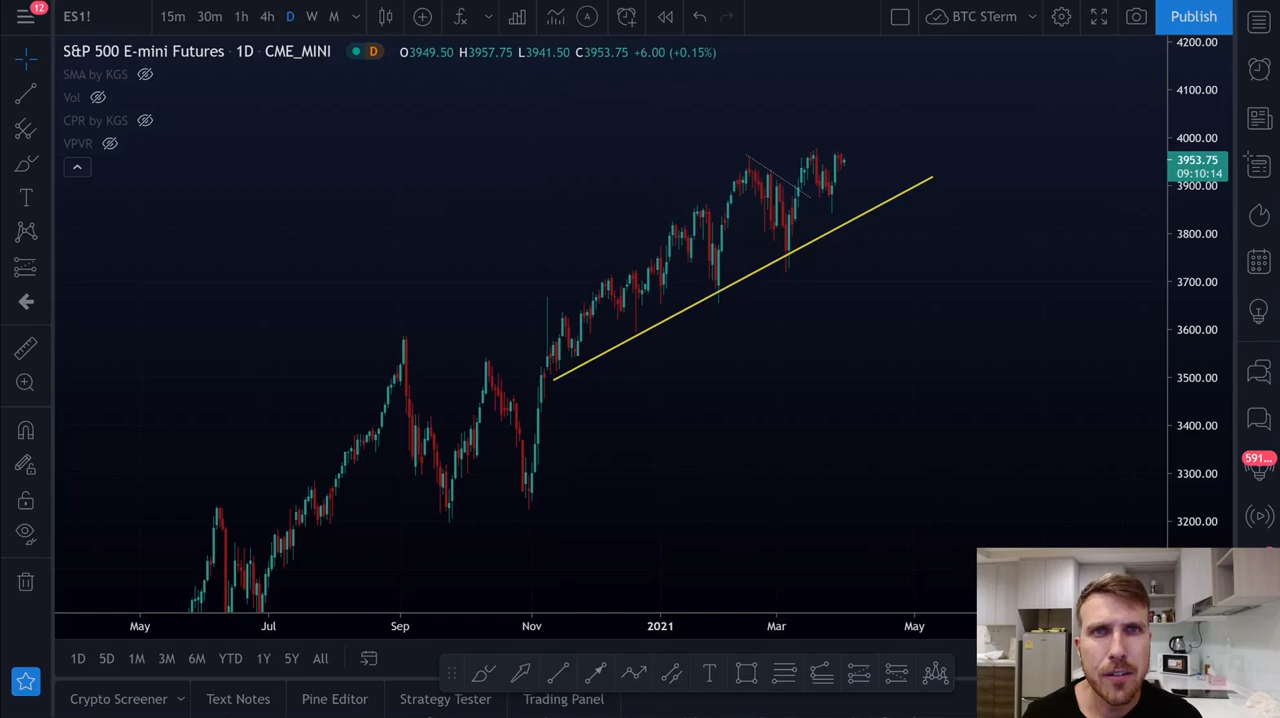 12
ES1!
15m 30m 1h 4h D W M
BTC STerm
Publish
S&P 500 E-mini Futures · 1D · CME_MINI
D
O3949.50 H3957.75 L3941.50 C3953.75 +6.00 (+0.15%)
SMA by KGS
Vol
CPR by KGS
VPVR
4200.00
4100.00
4000.00
3953.75
09:10:14
3900.00
3800.00
3700.00
3600.00
3500.00
3400.00
3300.00
3200.00
591...
May Jul Sep Nov 2021 Mar May
1D 5D 1M 3M 6M YTD 1Y 5Y All
Crypto Screener Text Notes Pine Editor Strategy Tester Trading Panel